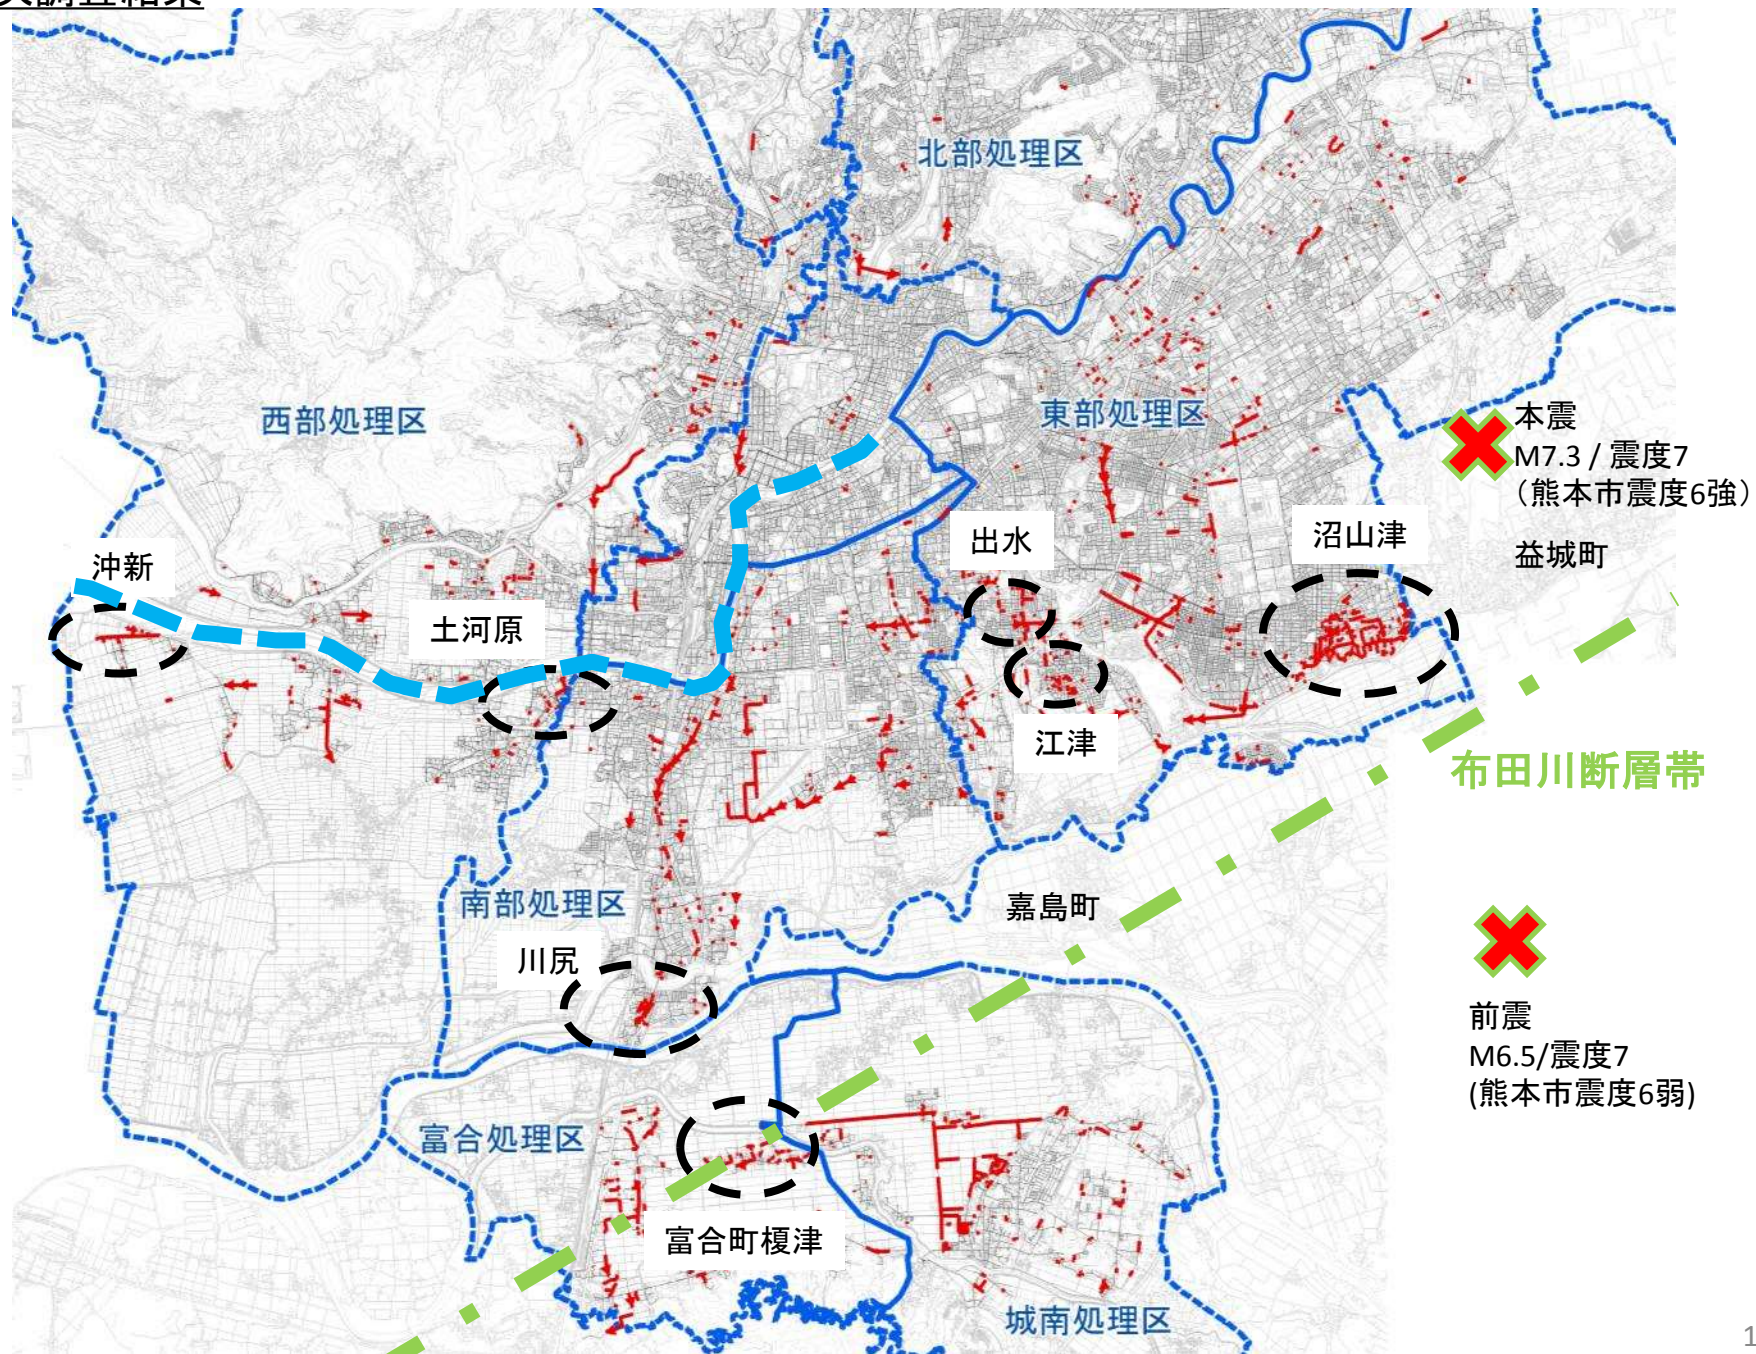 調査結果
北部処理区
西部処理区
東部処理区
本震
M7.3 / 震度7
（熊本市震度6強）
沖新
出水
沼山津
益城町
土河原
江津
布田川断層帯
南部処理区
嘉島町
川尻
前震
M6.5/震度7
(熊本市震度6弱)
富合処理区
富合町榎津
城南処理区
1